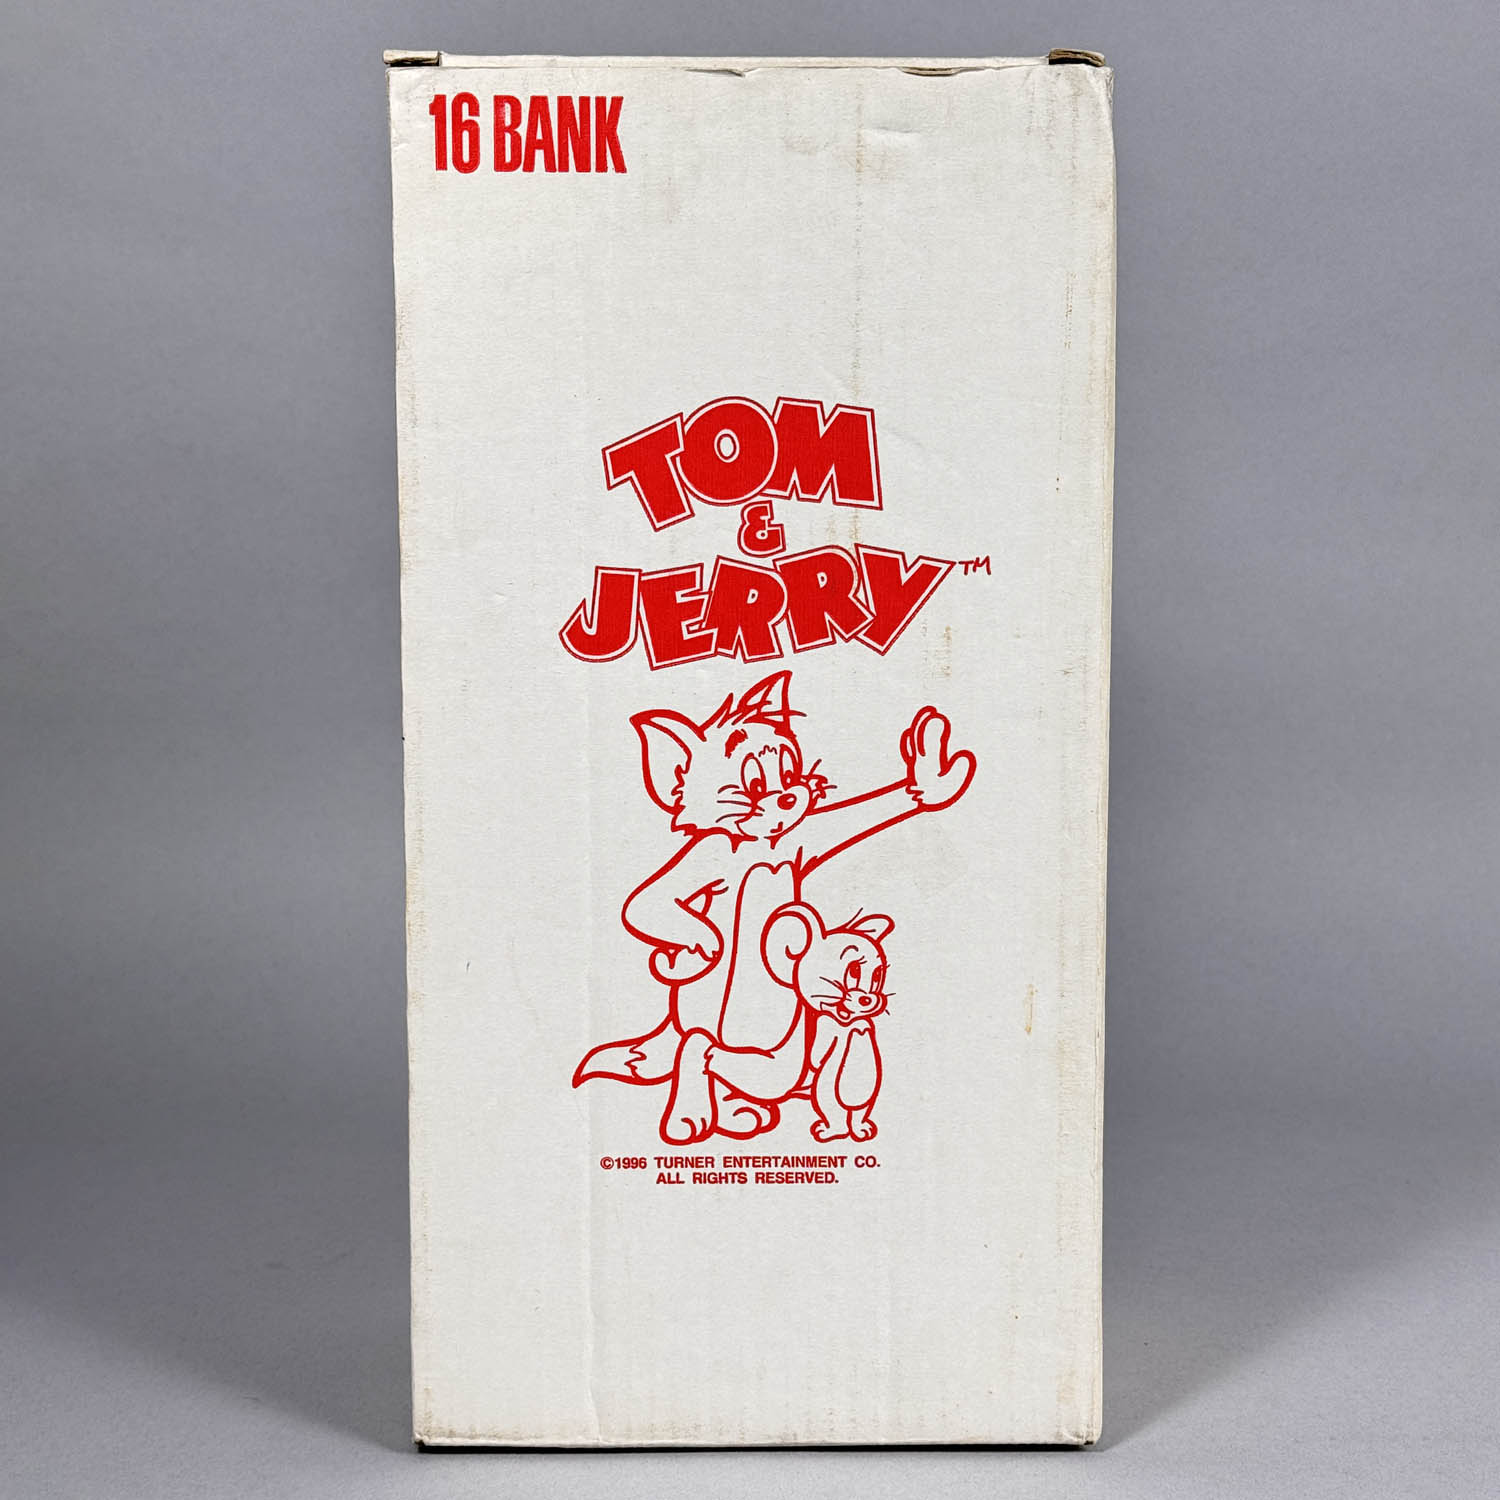 16 BANK
TOM
&
JERRY™
©1996 TURNER ENTERTAINMENT CO.
ALL RIGHTS RESERVED.